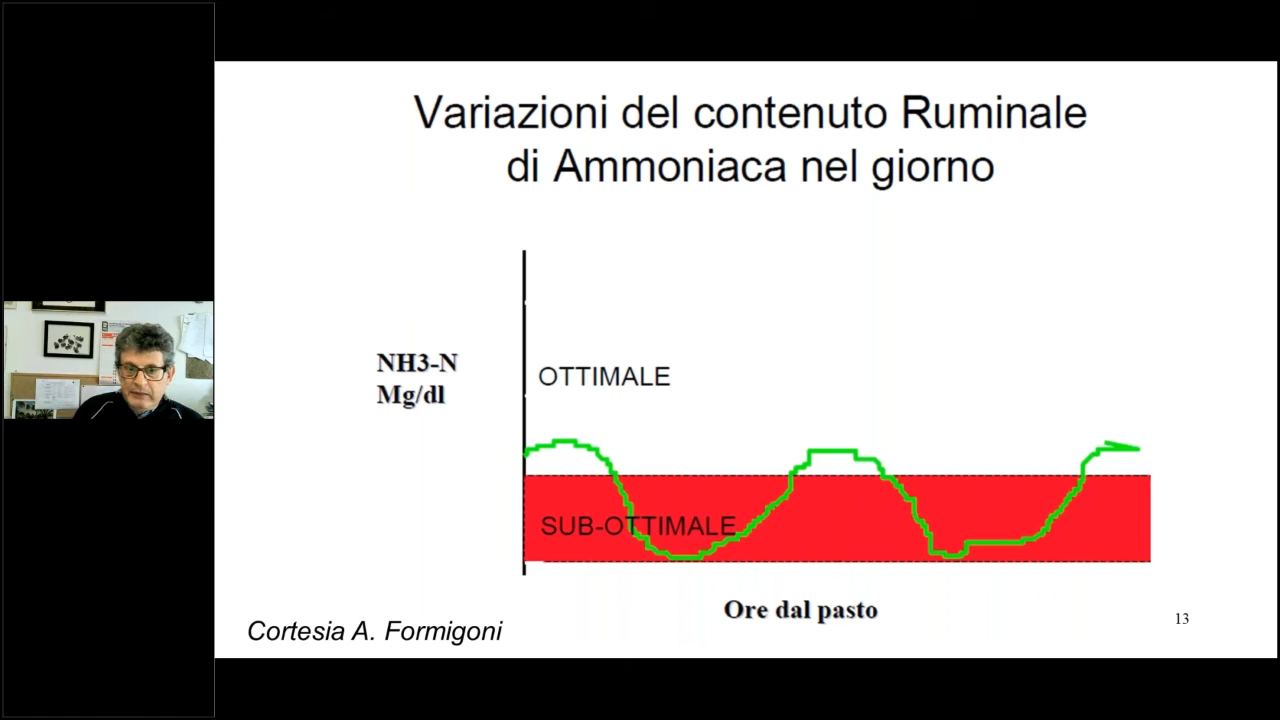 Variazioni del contenuto Ruminale
di Ammoniaca nel giorno
NH3-N
Mg/dl
OTTIMALE
SUB-OTTIMALE
Ore dal pasto
Cortesia A. Formigoni
13